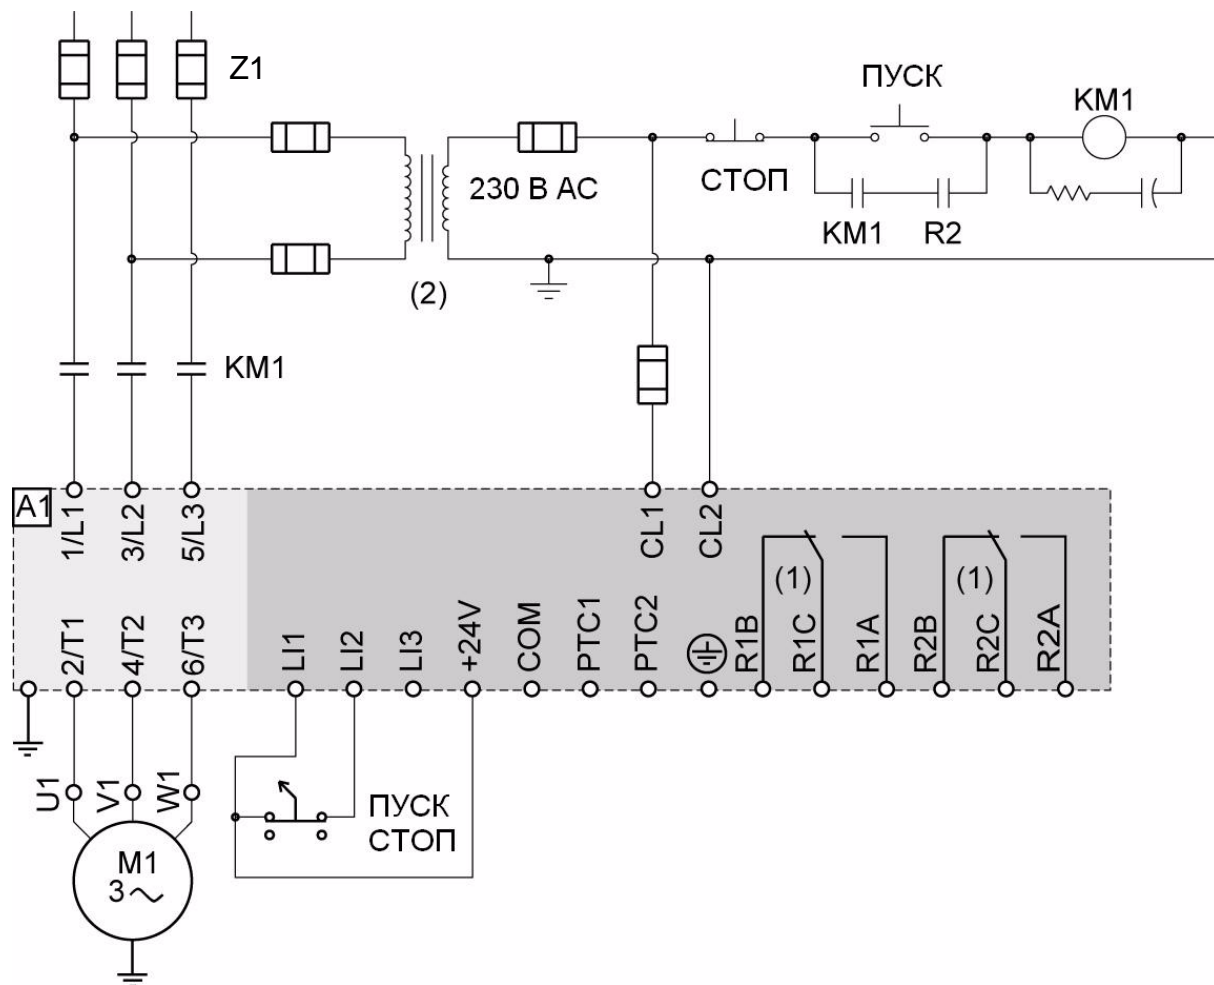 Z1
ПУСК
KM1
230 В AC
СТОП
KM1
R2
(2)
KM1
A1
1/L1
3/L2
5/L3
CL1
CL2
(1)
(1)
2/T1
4/T2
6/T3
LI1
LI2
LI3
+24V
COM
PTC1
PTC2
R1B
R1C
R1A
R2B
R2C
R2A
U1
V1
W1
ПУСК
СТОП
M1
3